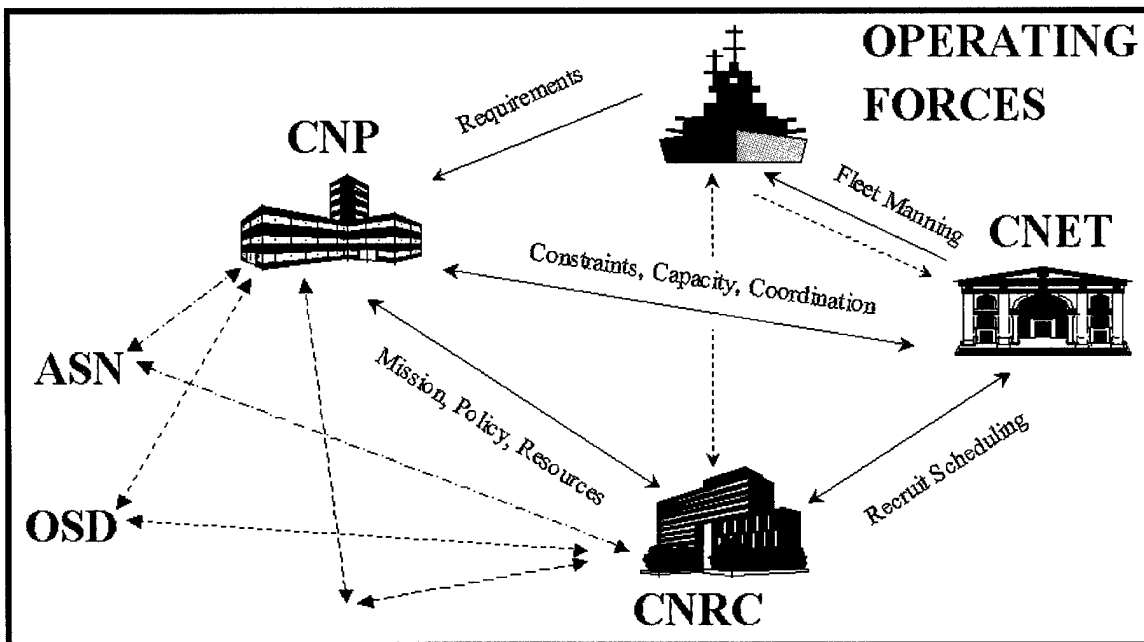 OPERATING
FORCES
Requirements
CNP
Fleet Manning
CNET
Constraints, Capacity, Coordination
ASN
Mission, Policy, Resources
Recruit Scheduling
OSD
CNRC